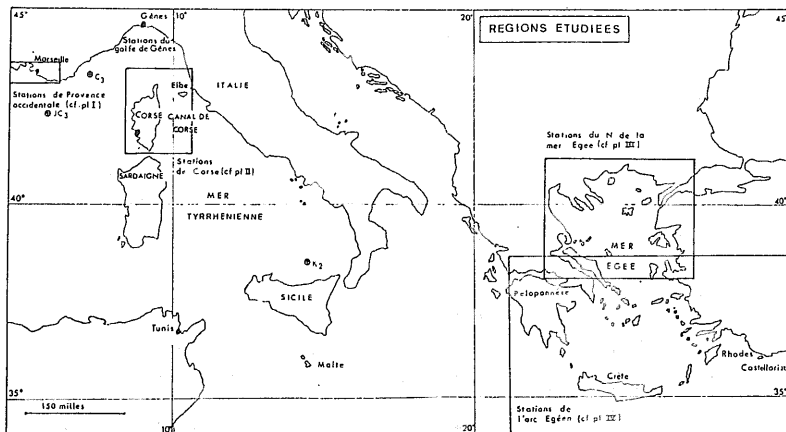 45°
10°
20°
45°
REGIONS ETUDIEES
Gênes
Stations du
golfe de Gênes
Marseille
C3
Stations de Provence
occidentale (cf. pl I)
JC3
Elbe
ITALIE
CORSE
CANAL DE
CORSE
Stations
de Corse (cf pl II)
SARDAIGNE
MER
TYRRHENIENNE
Stations du N de la
mer Egée (cf pl III)
40°
40°
MER
EGEE
K2
SICILE
Péloponnèse
Tunis
Malte
Rhodes
Castellorizo
Crète
35°
35°
150 milles
Stations de
l'arc Egéen (cf pl IV)
10°
20°